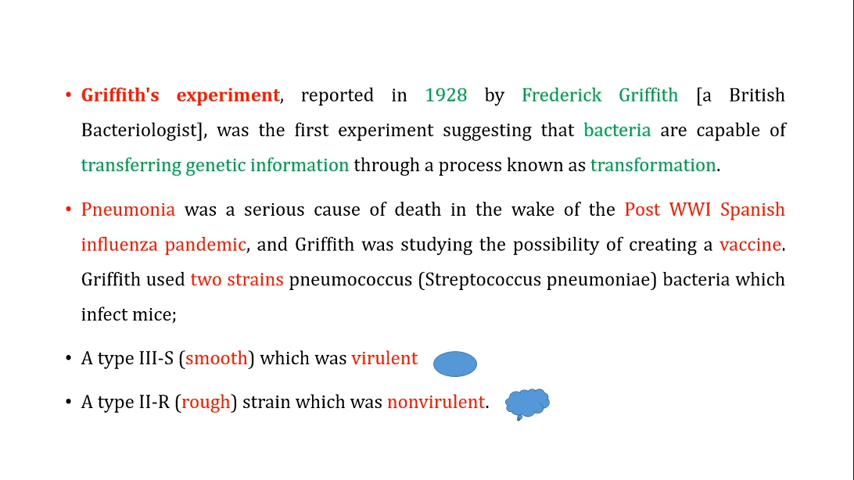 • Griffith's experiment, reported in 1928 by Frederick Griffith [a British
Bacteriologist], was the first experiment suggesting that bacteria are capable of
transferring genetic information through a process known as transformation.
• Pneumonia was a serious cause of death in the wake of the Post WWI Spanish
influenza pandemic, and Griffith was studying the possibility of creating a vaccine.
Griffith used two strains pneumococcus (Streptococcus pneumoniae) bacteria which
infect mice;
• A type III-S (smooth) which was virulent
• A type II-R (rough) strain which was nonvirulent.